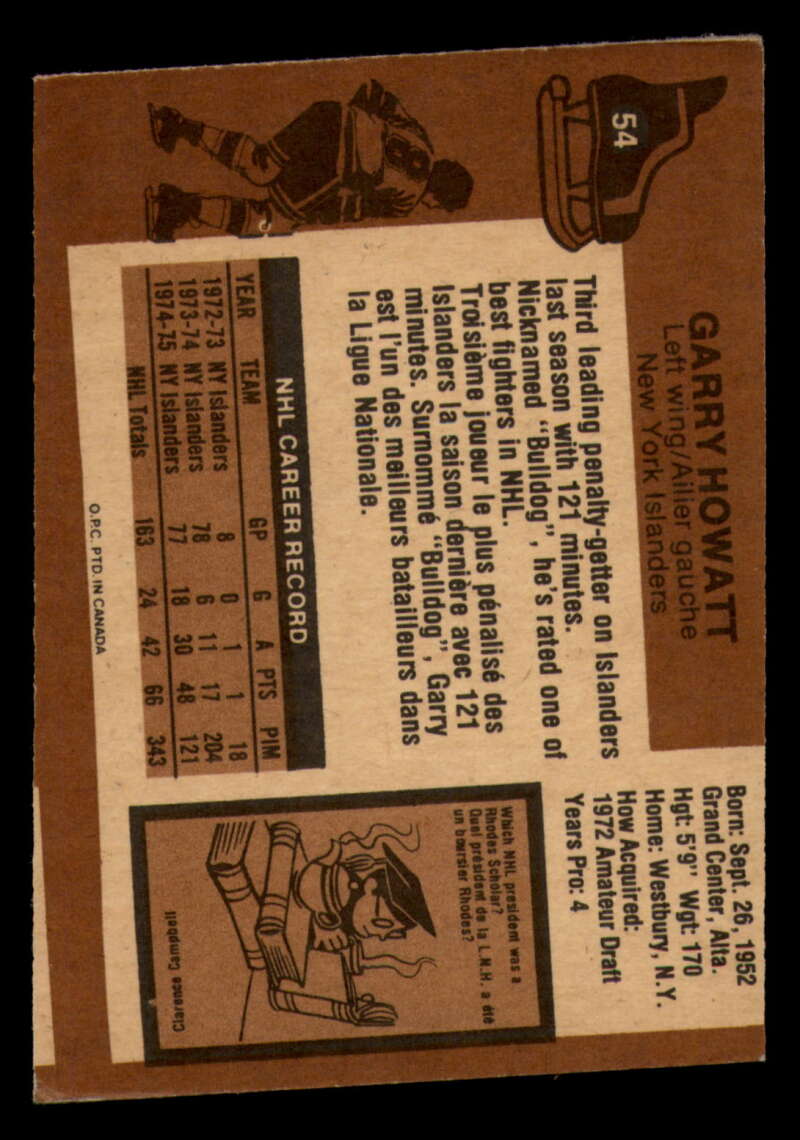 54
GARRY HOWATT
Left wing/Ailier gauche
New York Islanders
Born: Sept. 26, 1952
Grand Center, Alta.
Hgt: 5'9" Wgt: 170
Home: Westbury, N.Y.
How Acquired:
1972 Amateur Draft
Years Pro: 4
Third leading penalty-getter on Islanders
last season with 121 minutes.
Nicknamed "Bulldog", he's rated one of
best fighters in NHL.
Troisième joueur le plus pénalisé des
Islanders la saison dernière avec 121
minutes. Surnommé "Bulldog", Garry
est l'un des meilleurs batailleurs dans
la Ligue Nationale.
NHL CAREER RECORD
YEAR TEAM GP G A PTS PIM
1972-73 NY Islanders 8 0 1 1 18
1973-74 NY Islanders 78 6 11 17 204
1974-75 NY Islanders 77 18 30 48 121
NHL Totals 163 24 42 66 343
Which NHL president was a
Rhodes Scholar?
Quel président de la L.N.H. a été
un boursier Rhodes?
Clarence Campbell
O.P.C. PTD. IN CANADA